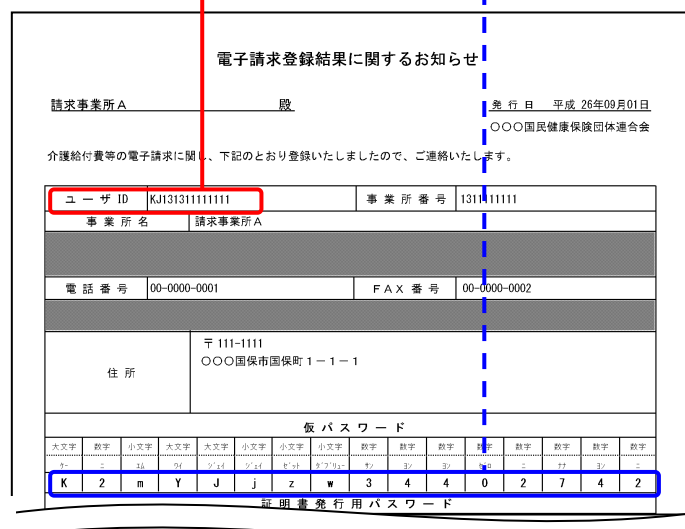 電子請求登録結果に関するお知らせ
請求事業所A 殿
発行日 平成 26年09月01日
〇〇〇国民健康保険団体連合会
介護給付費等の電子請求に関し、下記のとおり登録いたしましたので、ご連絡いたします。
ユーザID KJ131311111111 事業所番号 1311111111
事業所名 請求事業所A
電話番号 00-0000-0001 FAX番号 00-0000-0002
住所 〒111-1111
〇〇〇国保市国保町1-1-1
仮パスワード
大文字 数字 小文字 大文字 大文字 小文字 小文字 小文字 数字 数字 数字 数字 数字 数字 数字 数字
ケー ニ エム ワイ ジェイ ジェイ ゼット ダブリュー サン ヨン ヨン ゼロ ニ ナナ ヨン ニ
K 2 m Y J j z w 3 4 4 0 2 7 4 2
証明書発行用パスワード